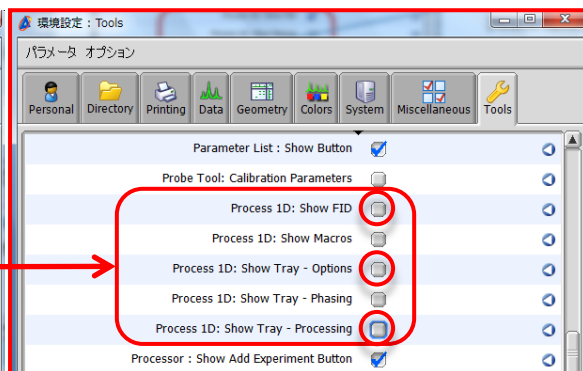 環境設定 : Tools
パラメータ オプション
Personal Directory Printing Data Geometry Colors System Miscellaneous Tools
Parameter List : Show Button
Probe Tool: Calibration Parameters
Process 1D: Show FID
Process 1D: Show Macros
Process 1D: Show Tray - Options
Process 1D: Show Tray - Phasing
Process 1D: Show Tray - Processing
Processor : Show Add Experiment Button